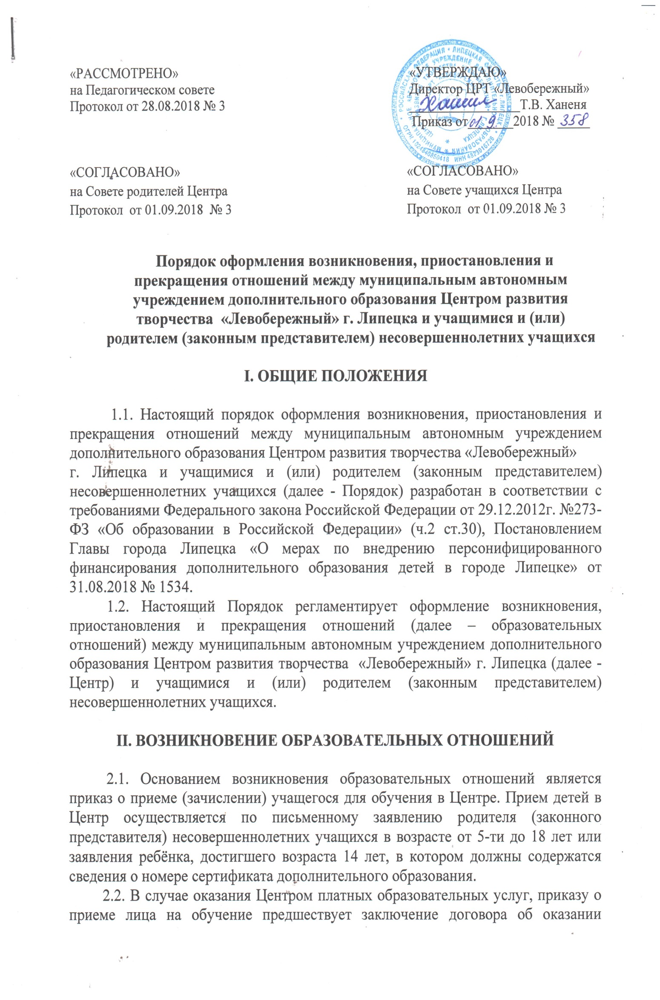 «РАССМОТРЕНО»
на Педагогическом совете
Протокол от 28.08.2018 № 3
«УТВЕРЖДАЮ»
Директор ЦРТ «Левобережный»
Т.В. Ханеня
Приказ от 01 9 2018 № 358
РОССИЙСКАЯ ФЕДЕРАЦИЯ * ЛИПЕЦКАЯ ОБЛАСТЬ * Г.ЛИПЕЦК *
ОГРН 1024840850418 ИНН 4823016726
«СОГЛАСОВАНО»
на Совете родителей Центра
Протокол от 01.09.2018 № 3
«СОГЛАСОВАНО»
на Совете учащихся Центра
Протокол от 01.09.2018 № 3
Порядок оформления возникновения, приостановления и
прекращения отношений между муниципальным автономным
учреждением дополнительного образования Центром развития
творчества «Левобережный» г. Липецка и учащимися и (или)
родителем (законным представителем) несовершеннолетних учащихся
I. ОБЩИЕ ПОЛОЖЕНИЯ
1.1. Настоящий порядок оформления возникновения, приостановления и
прекращения отношений между муниципальным автономным учреждением
дополнительного образования Центром развития творчества «Левобережный»
г. Липецка и учащимися и (или) родителем (законным представителем)
несовершеннолетних учащихся (далее - Порядок) разработан в соответствии с
требованиями Федерального закона Российской Федерации от 29.12.2012г. №273-
ФЗ «Об образовании в Российской Федерации» (ч.2 ст.30), Постановлением
Главы города Липецка «О мерах по внедрению персонифицированного
финансирования дополнительного образования детей в городе Липецке» от
31.08.2018 № 1534.
1.2. Настоящий Порядок регламентирует оформление возникновения,
приостановления и прекращения отношений (далее – образовательных
отношений) между муниципальным автономным учреждением дополнительного
образования Центром развития творчества «Левобережный» г. Липецка (далее -
Центр) и учащимися и (или) родителем (законным представителем)
несовершеннолетних учащихся.
II. ВОЗНИКНОВЕНИЕ ОБРАЗОВАТЕЛЬНЫХ ОТНОШЕНИЙ
2.1. Основанием возникновения образовательных отношений является
приказ о приеме (зачислении) учащегося для обучения в Центре. Прием детей в
Центр осуществляется по письменному заявлению родителя (законного
представителя) несовершеннолетних учащихся в возрасте от 5-ти до 18 лет или
заявления ребёнка, достигшего возраста 14 лет, в котором должны содержатся
сведения о номере сертификата дополнительного образования.
2.2. В случае оказания Центром платных образовательных услуг, приказу о
приеме лица на обучение предшествует заключение договора об оказании